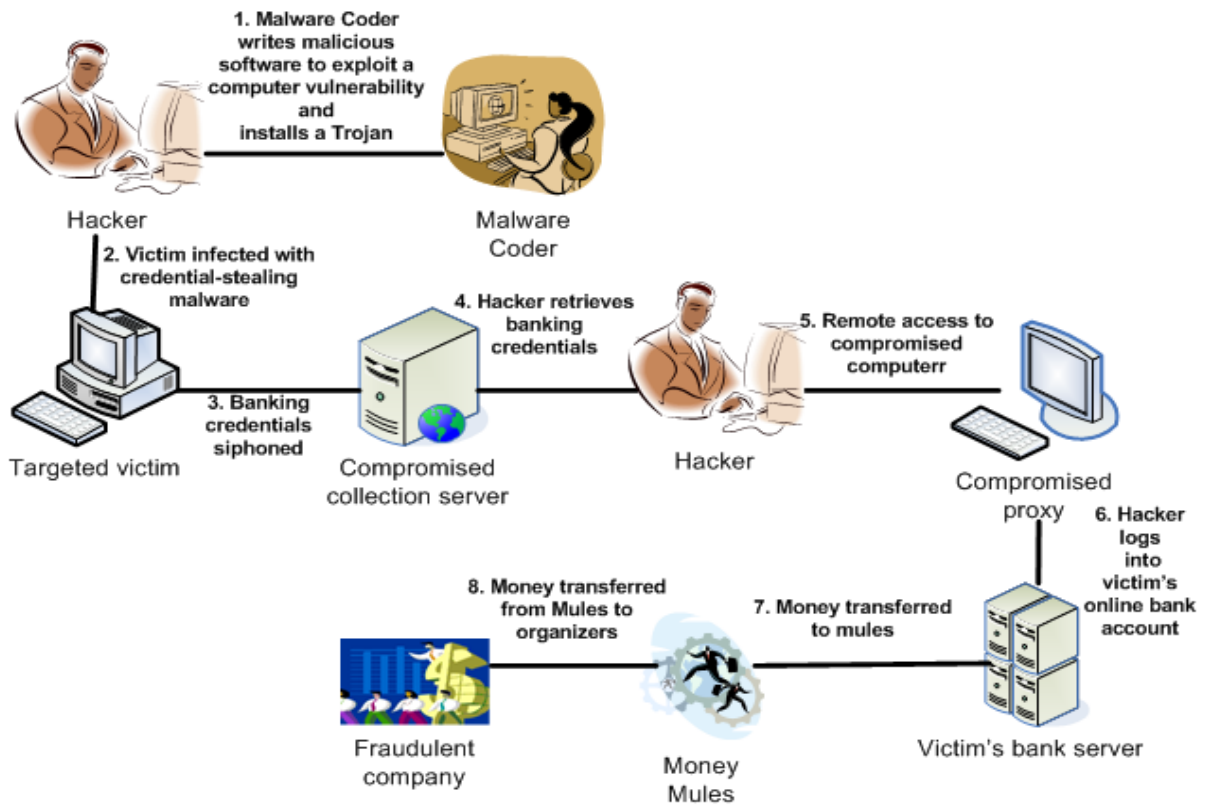 1. Malware Coder
writes malicious
software to exploit a
computer vulnerability
and
installs a Trojan
Hacker
Malware
Coder
2. Victim infected with
credential-stealing
malware
4. Hacker retrieves
banking
credentials
5. Remote access to
compromised
computerr
3. Banking
credentials
siphoned
Targeted victim
Compromised
collection server
Hacker
Compromised
proxy
6. Hacker
logs
into
victim's
online bank
account
8. Money transferred
from Mules to
organizers
7. Money transferred
to mules
Fraudulent
company
Money
Mules
Victim's bank server